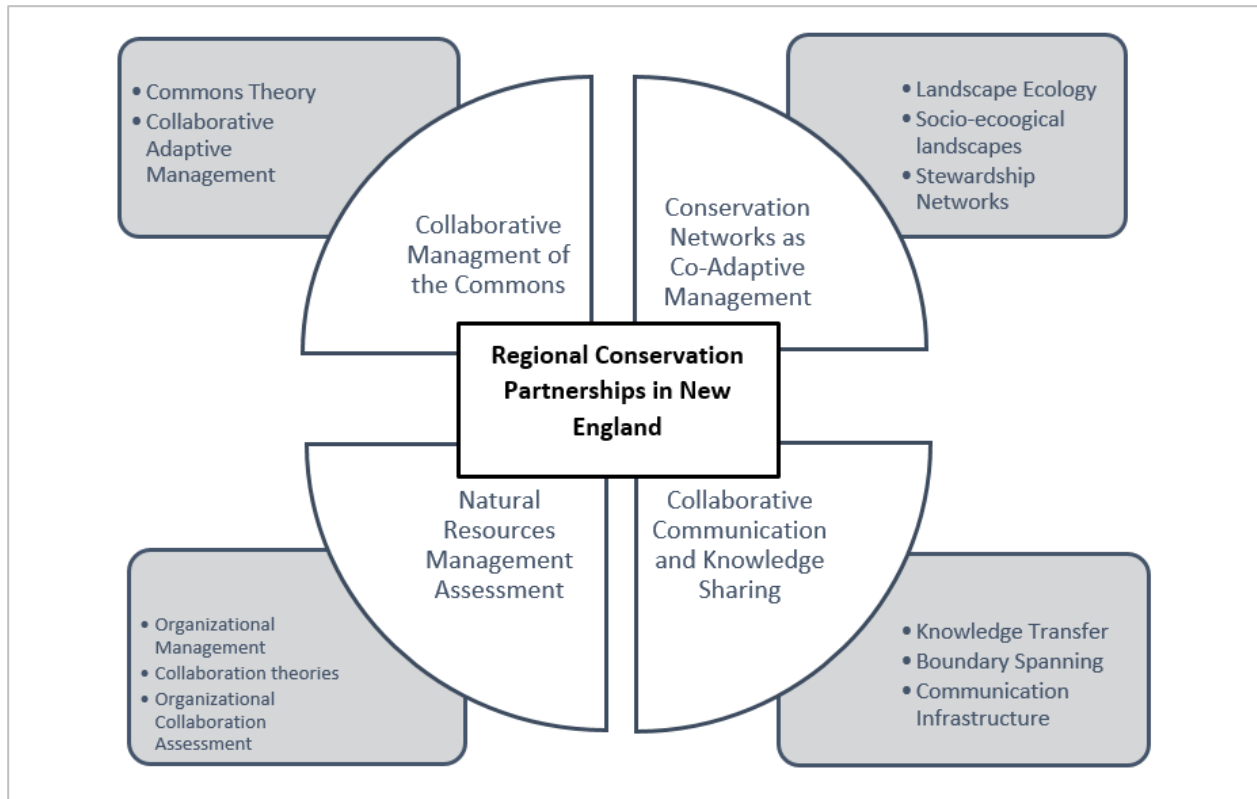 • Commons Theory
• Collaborative
Adaptive
Management
• Landscape Ecology
• Socio-ecoogical
landscapes
• Stewardship
Networks
Collaborative
Managment of
the Commons
Conservation
Networks as
Co-Adaptive
Management
Regional Conservation
Partnerships in New
England
Natural
Resources
Management
Assessment
Collaborative
Communication
and Knowledge
Sharing
• Organizational
Management
• Collaboration theories
• Organizational
Collaboration
Assessment
• Knowledge Transfer
• Boundary Spanning
• Communication
Infrastructure